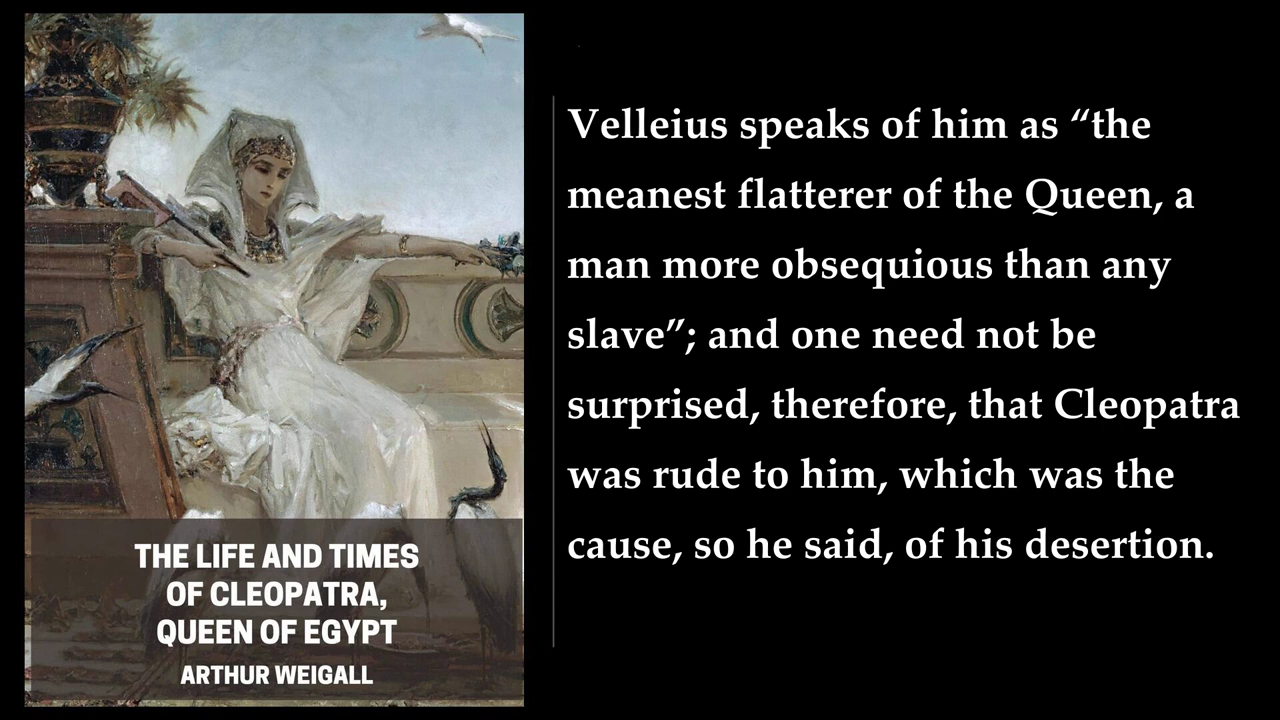 THE LIFE AND TIMES
OF CLEOPATRA,
QUEEN OF EGYPT
ARTHUR WEIGALL
Velleius speaks of him as “the
meanest flatterer of the Queen, a
man more obsequious than any
slave”; and one need not be
surprised, therefore, that Cleopatra
was rude to him, which was the
cause, so he said, of his desertion.